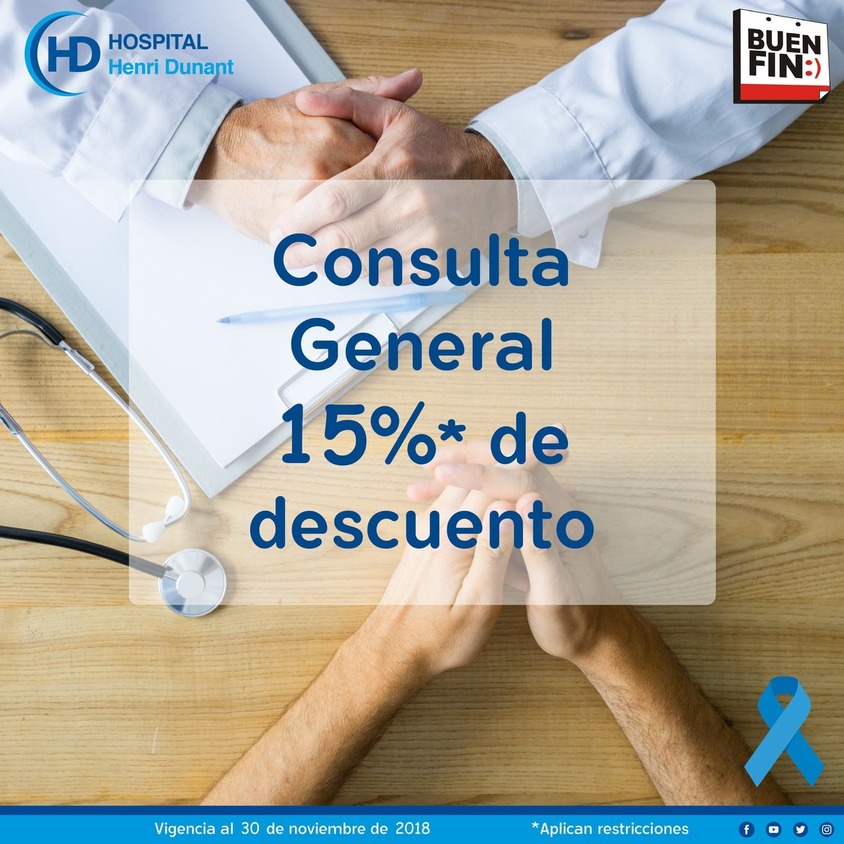 HD
HOSPITAL
Henri Dunant
BUEN
FIN:)
Consulta
General
15%* de
descuento
Vigencia al 30 de noviembre de 2018
*Aplican restricciones